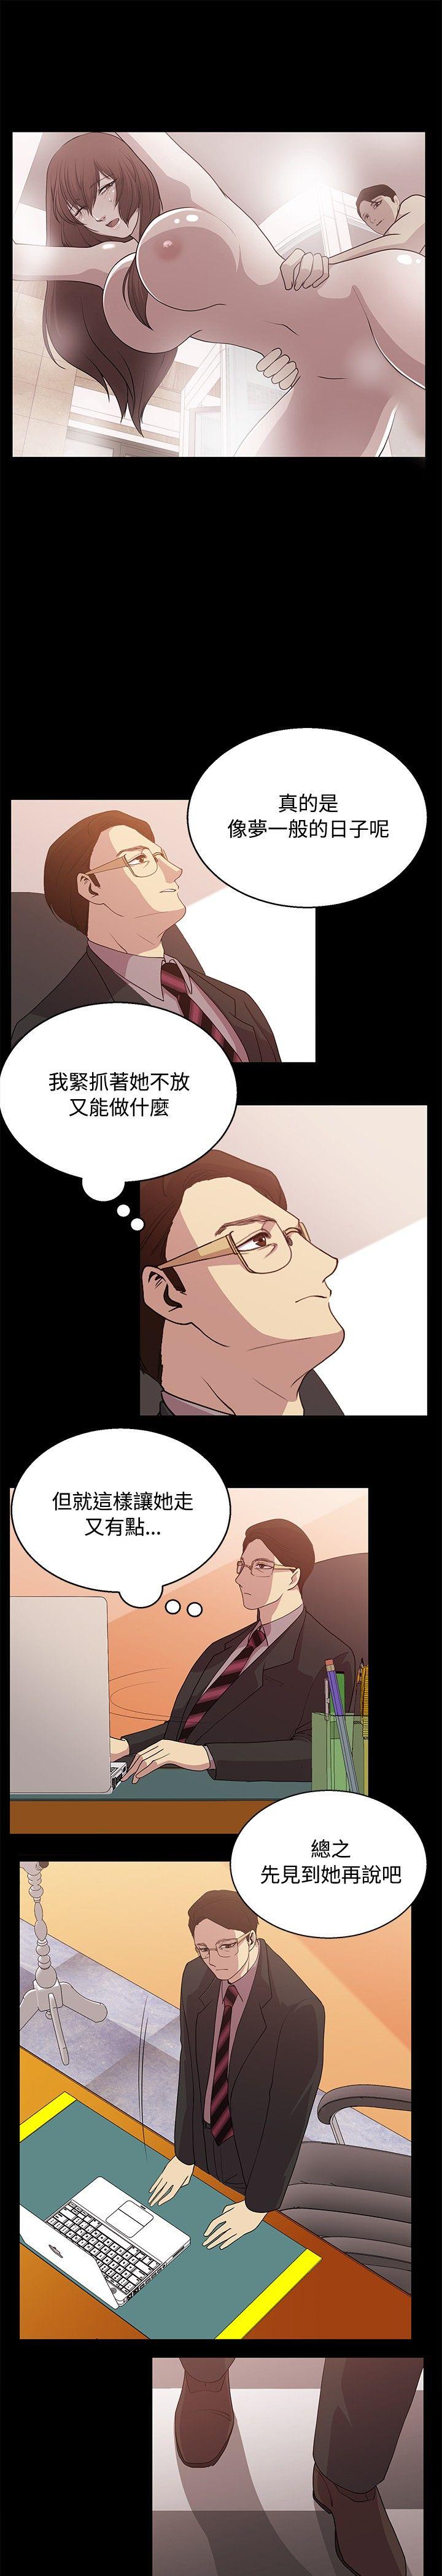 真的是
像夢一般的日子呢
我緊抓著她不放
又能做什麼
但就這樣讓她走
又有點...
總之
先見到她再說吧